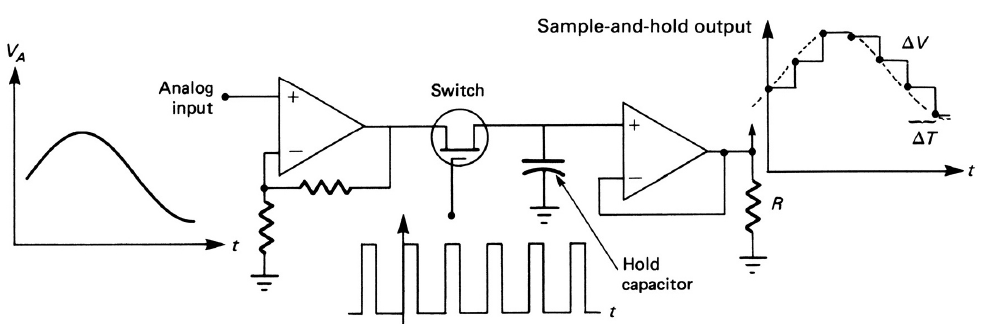 Sample-and-hold output
V_A
ΔV
Analog
input
Switch
+
−
+
−
ΔT
t
R
t
Hold
capacitor
t